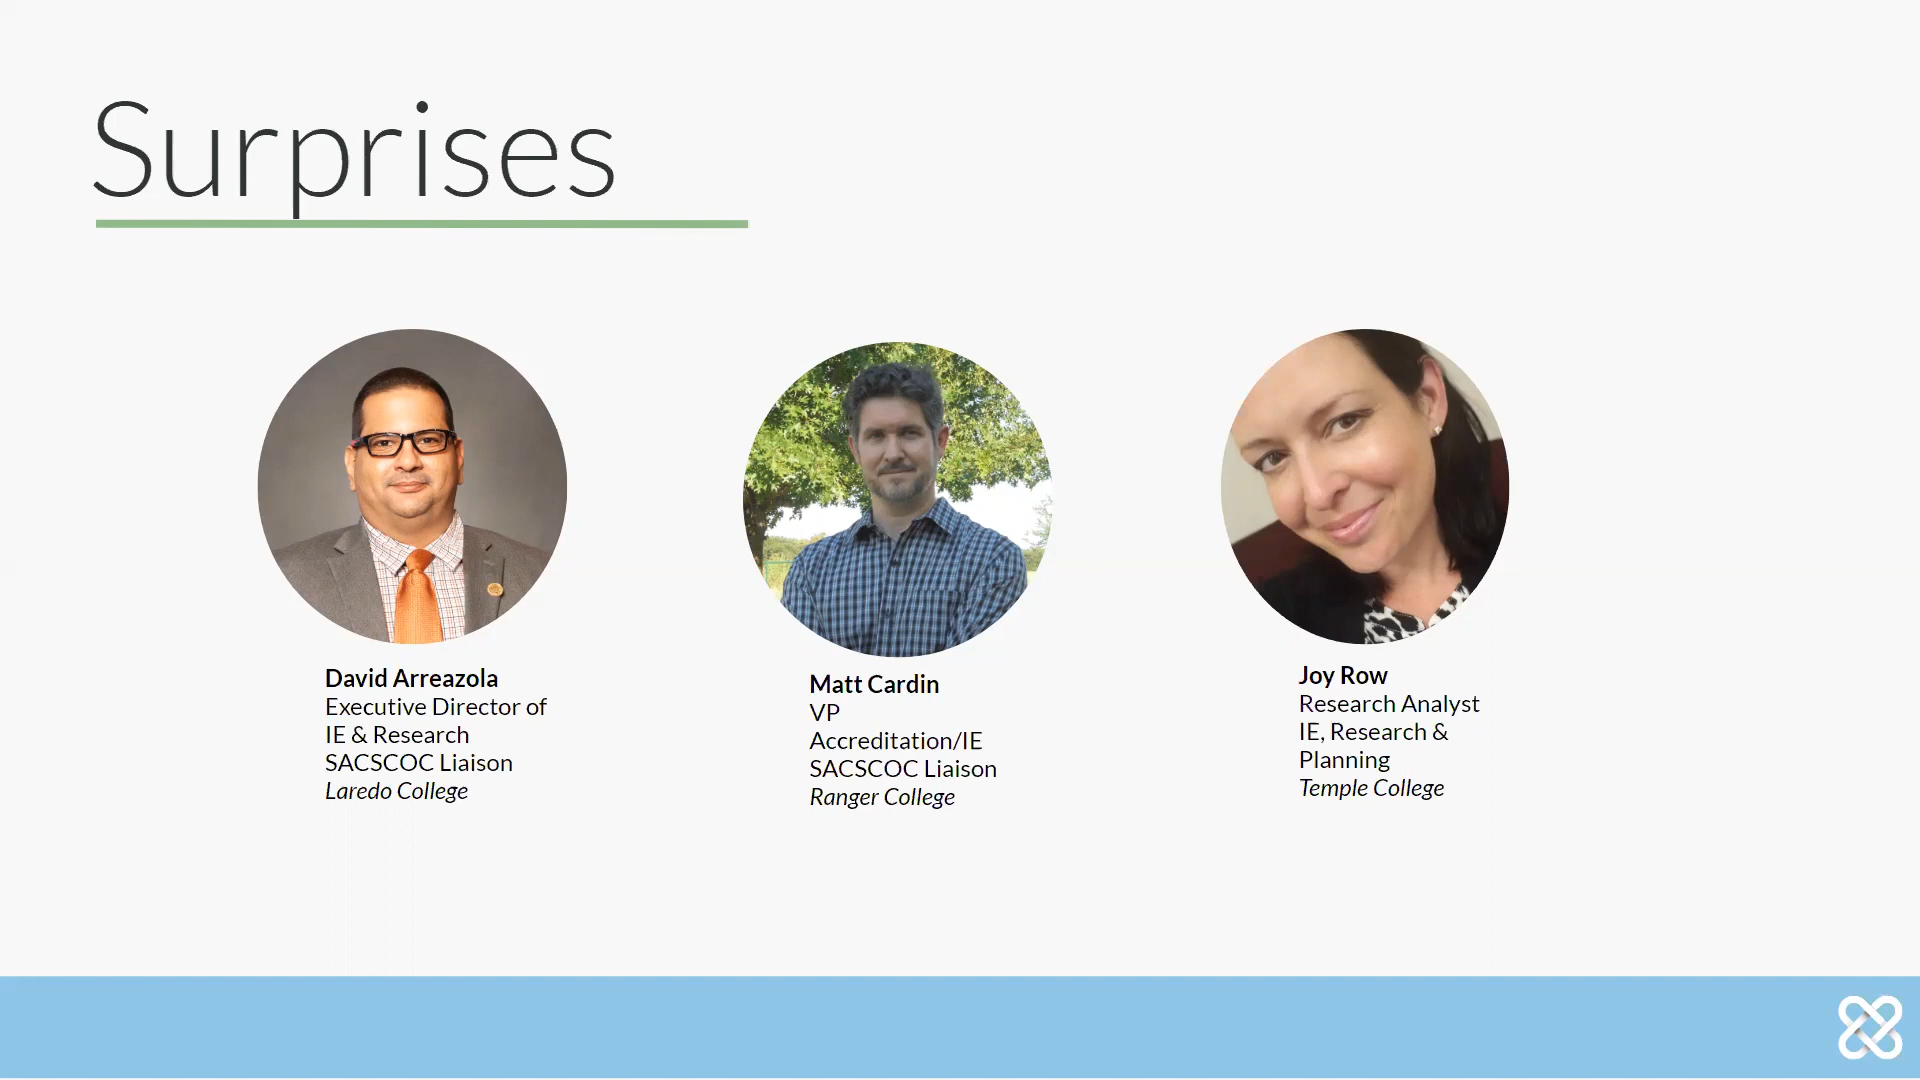 Surprises
David Arreazola
Executive Director of
IE & Research
SACSCOC Liaison
Laredo College
Matt Cardin
VP
Accreditation/IE
SACSCOC Liaison
Ranger College
Joy Row
Research Analyst
IE, Research &
Planning
Temple College